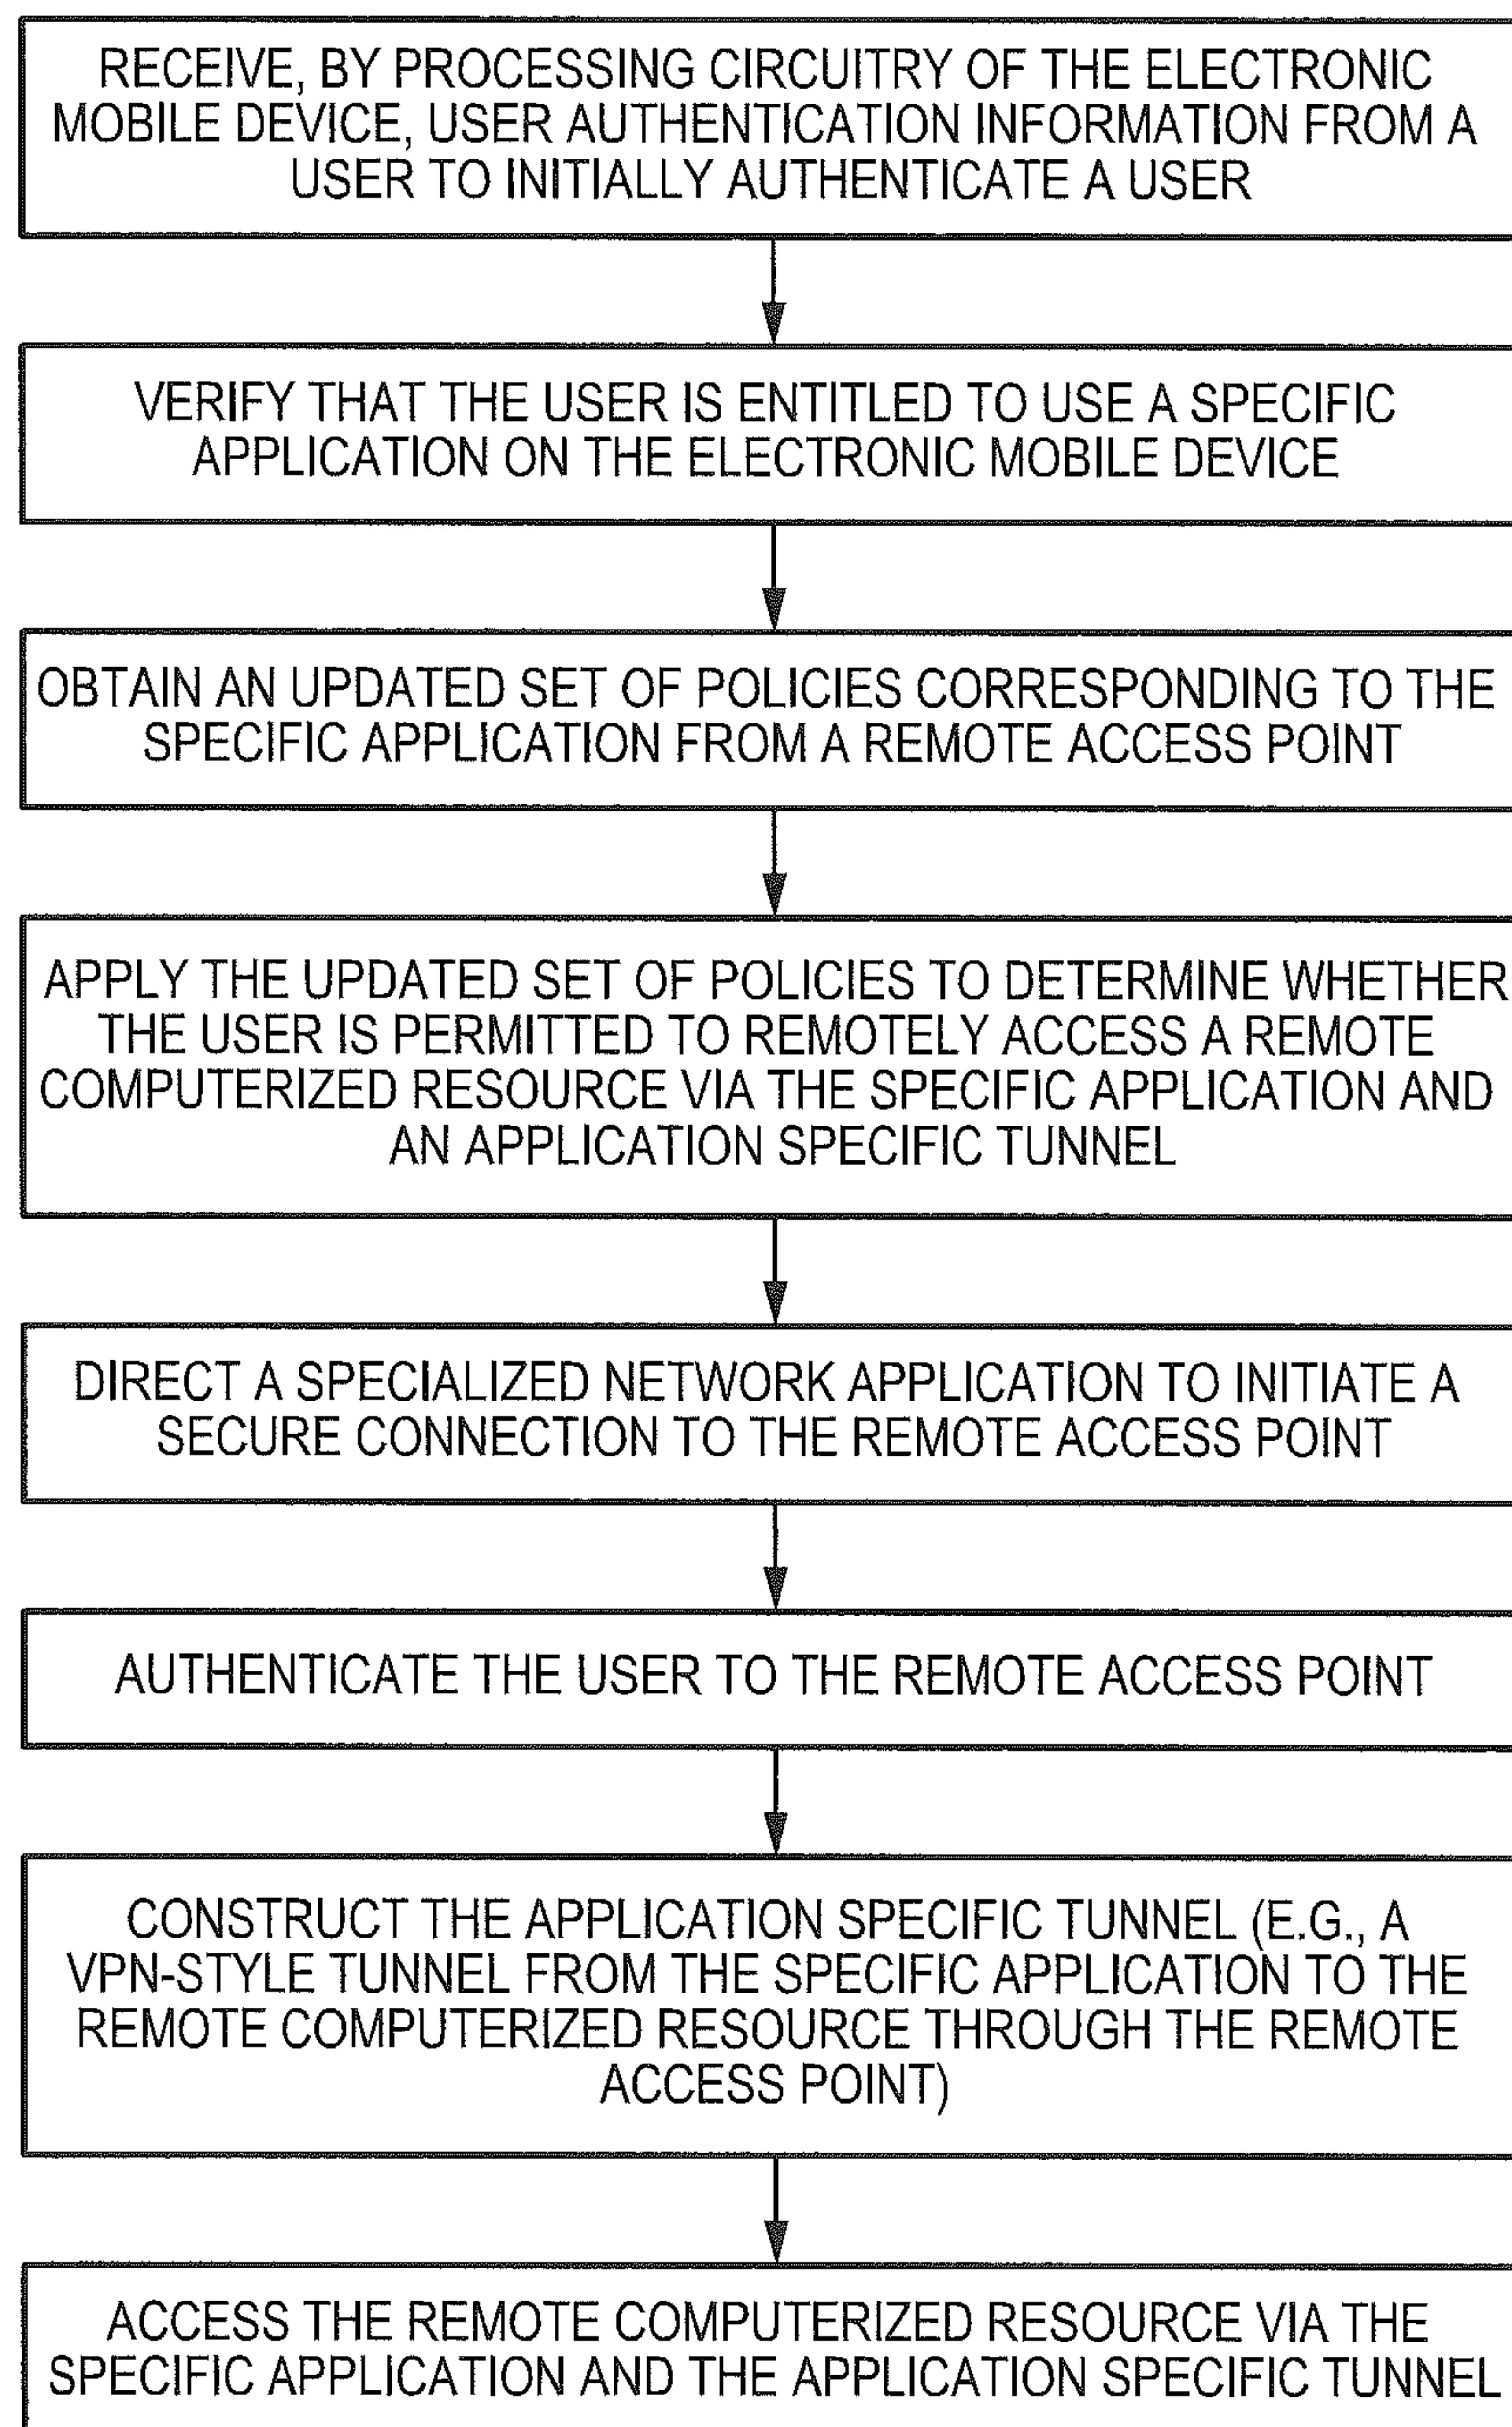 RECEIVE, BY PROCESSING CIRCUITRY OF THE ELECTRONIC
MOBILE DEVICE, USER AUTHENTICATION INFORMATION FROM A
USER TO INITIALLY AUTHENTICATE A USER
VERIFY THAT THE USER IS ENTITLED TO USE A SPECIFIC
APPLICATION ON THE ELECTRONIC MOBILE DEVICE
OBTAIN AN UPDATED SET OF POLICIES CORRESPONDING TO THE
SPECIFIC APPLICATION FROM A REMOTE ACCESS POINT
APPLY THE UPDATED SET OF POLICIES TO DETERMINE WHETHER
THE USER IS PERMITTED TO REMOTELY ACCESS A REMOTE
COMPUTERIZED RESOURCE VIA THE SPECIFIC APPLICATION AND
AN APPLICATION SPECIFIC TUNNEL
DIRECT A SPECIALIZED NETWORK APPLICATION TO INITIATE A
SECURE CONNECTION TO THE REMOTE ACCESS POINT
AUTHENTICATE THE USER TO THE REMOTE ACCESS POINT
CONSTRUCT THE APPLICATION SPECIFIC TUNNEL (E.G., A
VPN-STYLE TUNNEL FROM THE SPECIFIC APPLICATION TO THE
REMOTE COMPUTERIZED RESOURCE THROUGH THE REMOTE
ACCESS POINT)
ACCESS THE REMOTE COMPUTERIZED RESOURCE VIA THE
SPECIFIC APPLICATION AND THE APPLICATION SPECIFIC TUNNEL